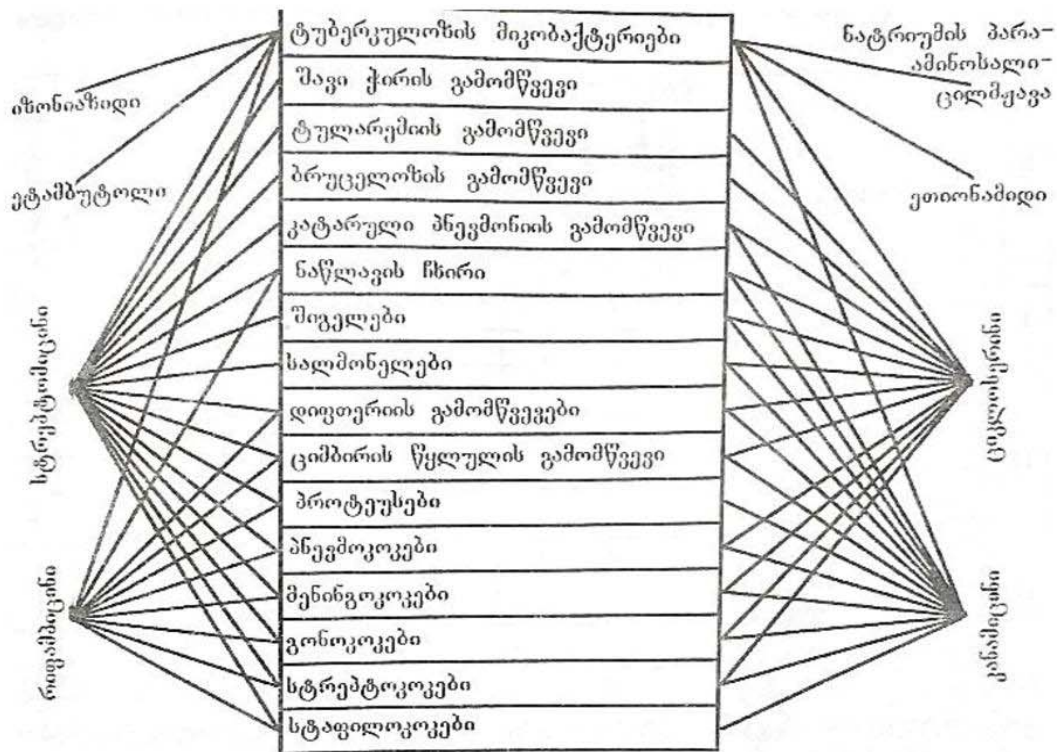 ტუბერკულოზის მიკობაქტერიები
შავი ჭირის გამომწვევი
ტულარემიის გამომწვევი
ბრუცელოზის გამომწვევი
კატარული პნევმონიის გამომწვევი
ნაწლავის ჩხირი
შიგელები
სალმონელები
დიფთერიის გამომწვევები
ციმბირის წყლულის გამომწვევი
პროტეუსები
პნევმოკოკები
მენინგოკოკები
გონოკოკები
სტრეპტოკოკები
სტაფილოკოკები
იზონიაზიდი
ეტამბუტოლი
სტრეპტომიცინი
რიფამპიცინი
ნატრიუმის პარა-
ამინოსალი-
ცილმჟავა
ეთიონამიდი
ციკლოსერინი
კანამიცინი